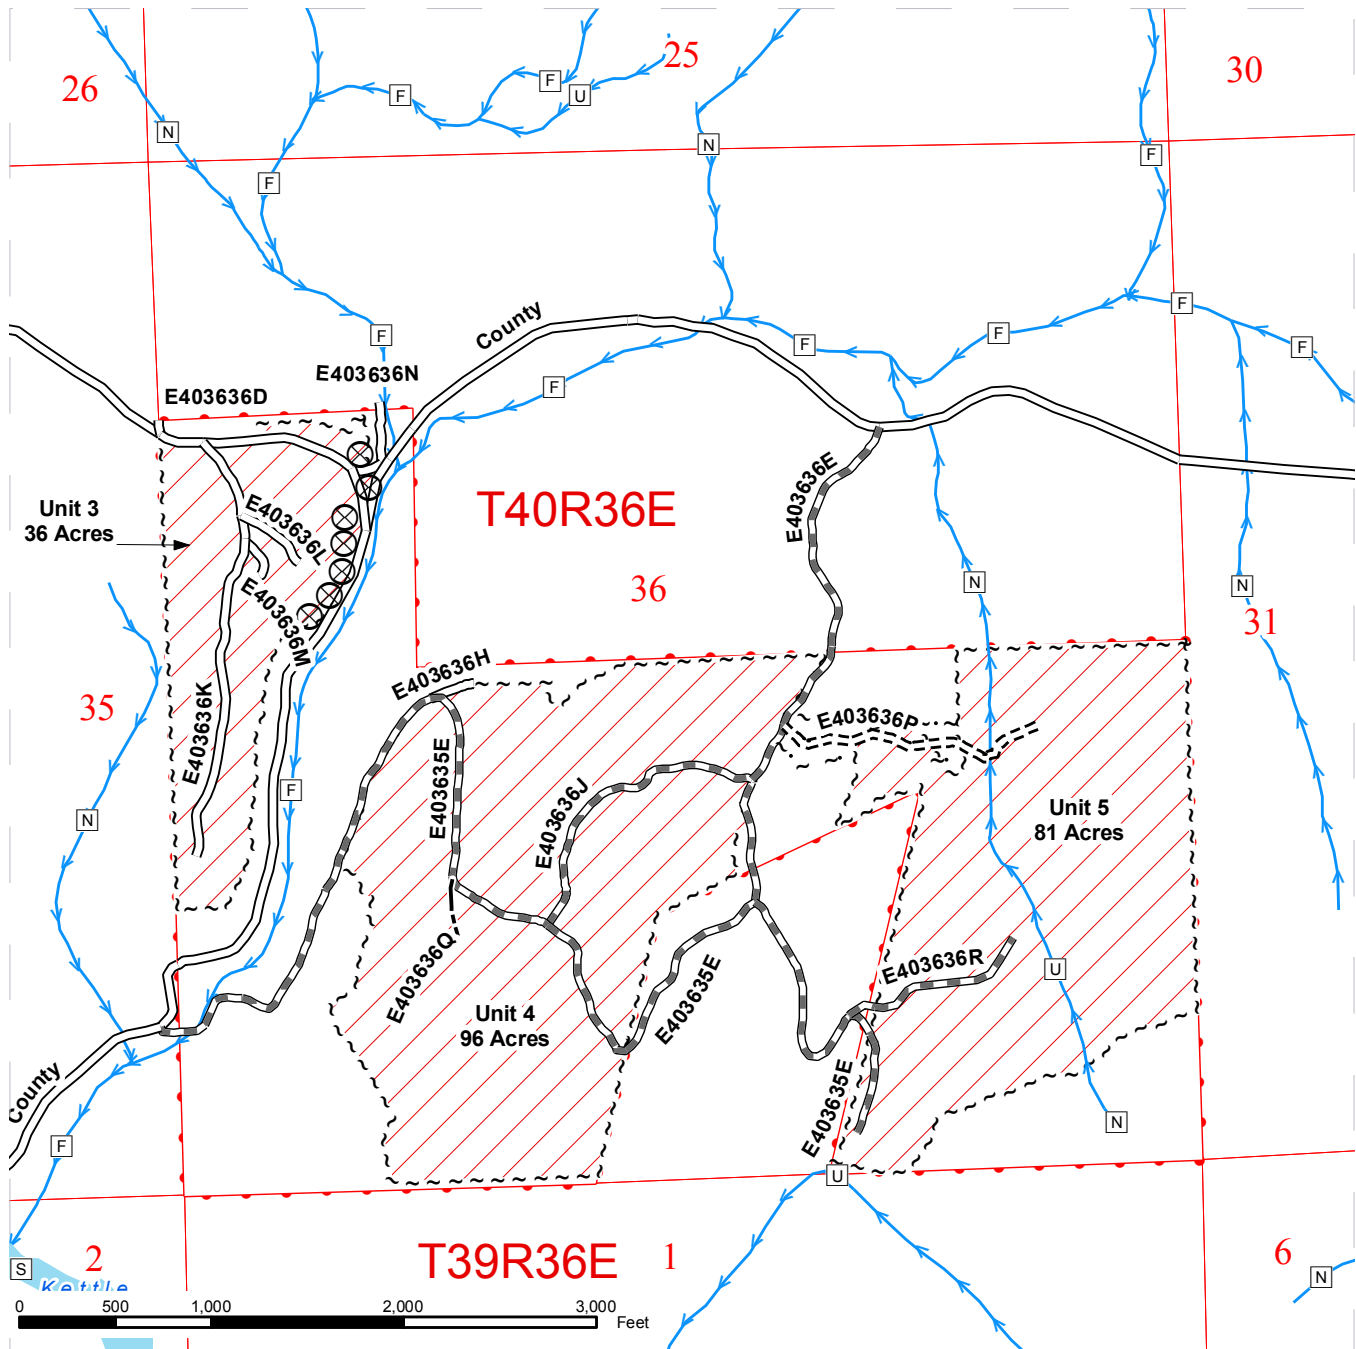 25
26
30
F
F
U
N
N
F
F
F
F
F
F
F
F
County
E403636N
F
E403636D
E403636E
Unit 3
36 Acres
T40R36E
E403636L
36
N
N
31
E403636M
E403636H
35
E403636K
E403636P
E403635E
F
N
E403636J
Unit 5
81 Acres
E403636Q
E403636R
U
E403635E
Unit 4
96 Acres
County
E403635E
N
F
U
2
T39R36E
1
6
S
Kettle
N
0
500
1,000
2,000
3,000
Feet